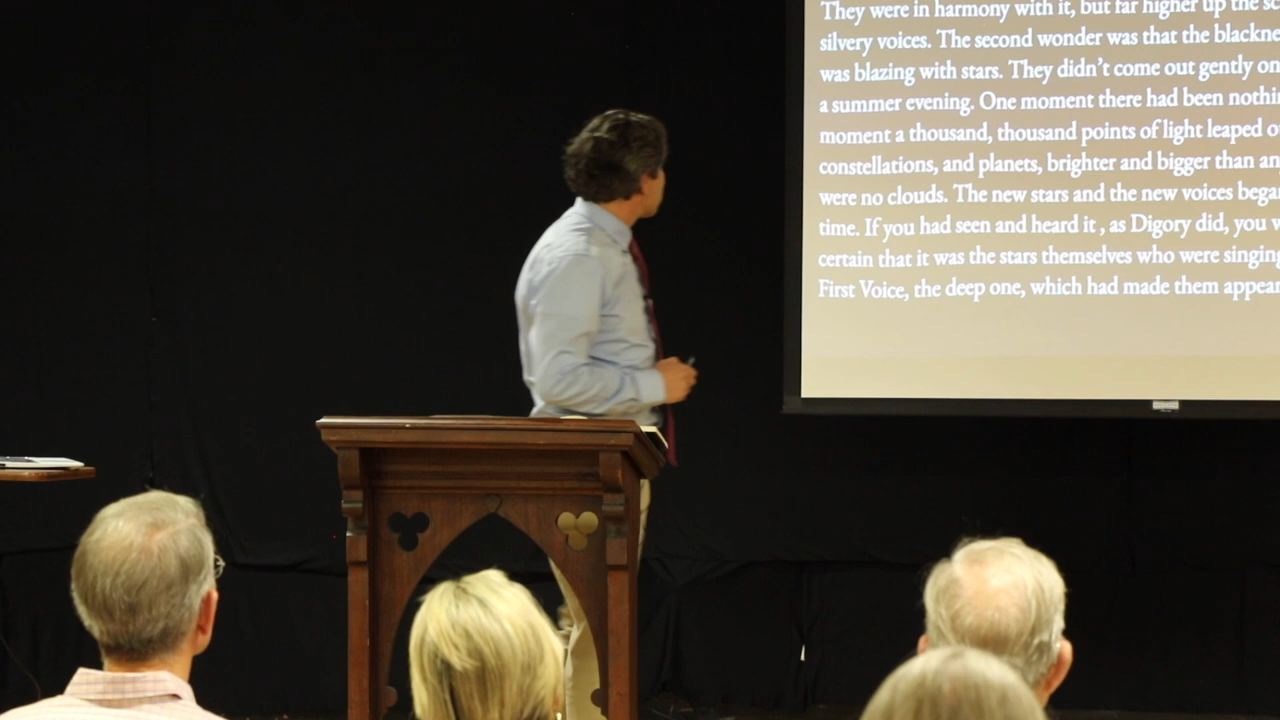 They were in harmony with it, but far higher up the sc
silvery voices. The second wonder was that the blackne
was blazing with stars. They didn’t come out gently on
a summer evening. One moment there had been nothi
moment a thousand, thousand points of light leaped o
constellations, and planets, brighter and bigger than an
were no clouds. The new stars and the new voices bega
time. If you had seen and heard it , as Digory did, you w
certain that it was the stars themselves who were singing
First Voice, the deep one, which had made them appear